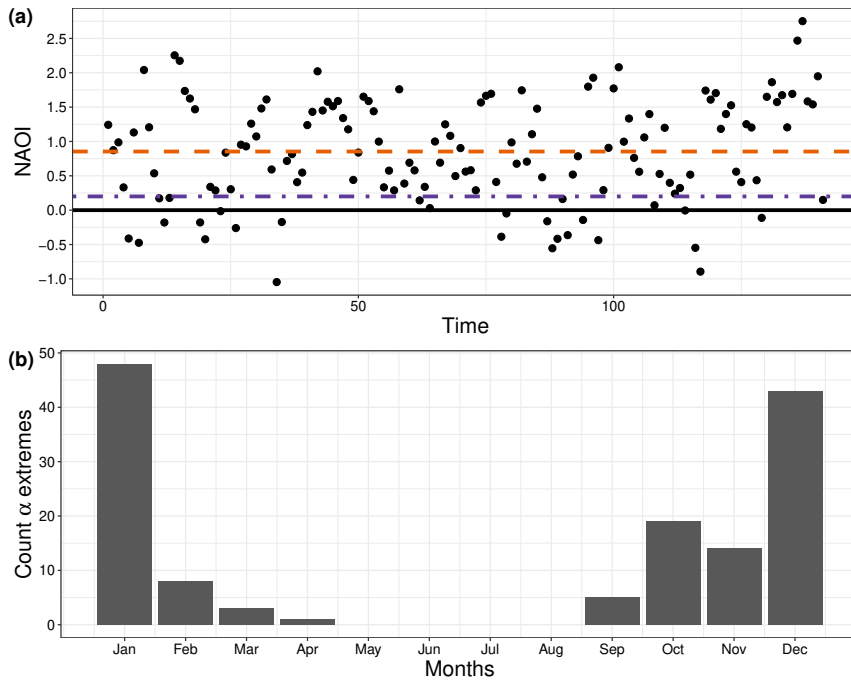 (a)
NAOI
2.5
2.0
1.5
1.0
0.5
0.0
−0.5
−1.0
0 50 100
Time
(b)
Count α extremes
50
40
30
20
10
0
Jan Feb Mar Apr May Jun Jul Aug Sep Oct Nov Dec
Months